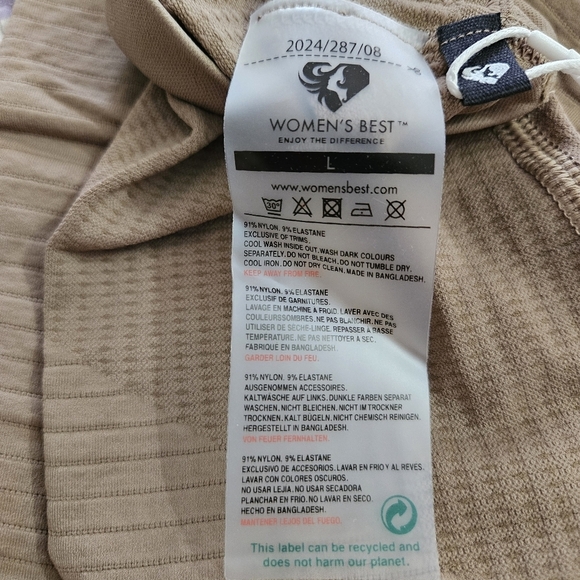 2024/287/08
WOMEN'S BEST™
ENJOY THE DIFFERENCE
L
www.womensbest.com
30°
91% NYLON, 9% ELASTANE
EXCLUSIVE OF TRIMS.
COOL WASH INSIDE OUT. WASH DARK COLOURS
SEPARATELY. DO NOT BLEACH. DO NOT TUMBLE DRY.
COOL IRON. DO NOT DRY CLEAN. MADE IN BANGLADESH.
KEEP AWAY FROM FIRE.
91% NYLON, 9% ELASTANE
EXCLUSIF DE GARNITURES.
LAVAGE EN MACHINE A FROID. LAVER AVEC DES
COULEURSSOMBRES. NE PAS BLANCHIR. NE PAS
UTILISER DE SECHE-LINGE. REPASSER A BASSE
TEMPÉRATURE. NE PAS NETTOYER A SEC.
FABRIQUE EN BANGLADESH.
GARDER LOIN DU FEU.
91% NYLON, 9% ELASTANE
AUSGENOMMEN ACCESSOIRES.
KALTWÄSCHE AUF LINKS. DUNKLE FARBEN SEPARAT
WASCHEN. NICHT BLEICHEN. NICHT IM TROCKNER
TROCKNEN. KALT BÜGELN. NICHT CHEMISCH REINIGEN.
HERGESTELLT IN BANGLADESH.
VON FEUER FERNHALTEN.
91% NYLON, 9% ELASTANE
EXCLUSIVO DE ACCESORIOS. LAVAR EN FRIO Y AL REVES.
LAVAR CON COLORES OSCUROS.
NO USAR LEJIA. NO USAR SECADORA
PLANCHAR EN FRIO. NO LAVAR EN SECO.
HECHO EN BANGLADESH.
MANTENER LEJOS DEL FUEGO.
This label can be recycled and
does not harm our planet.